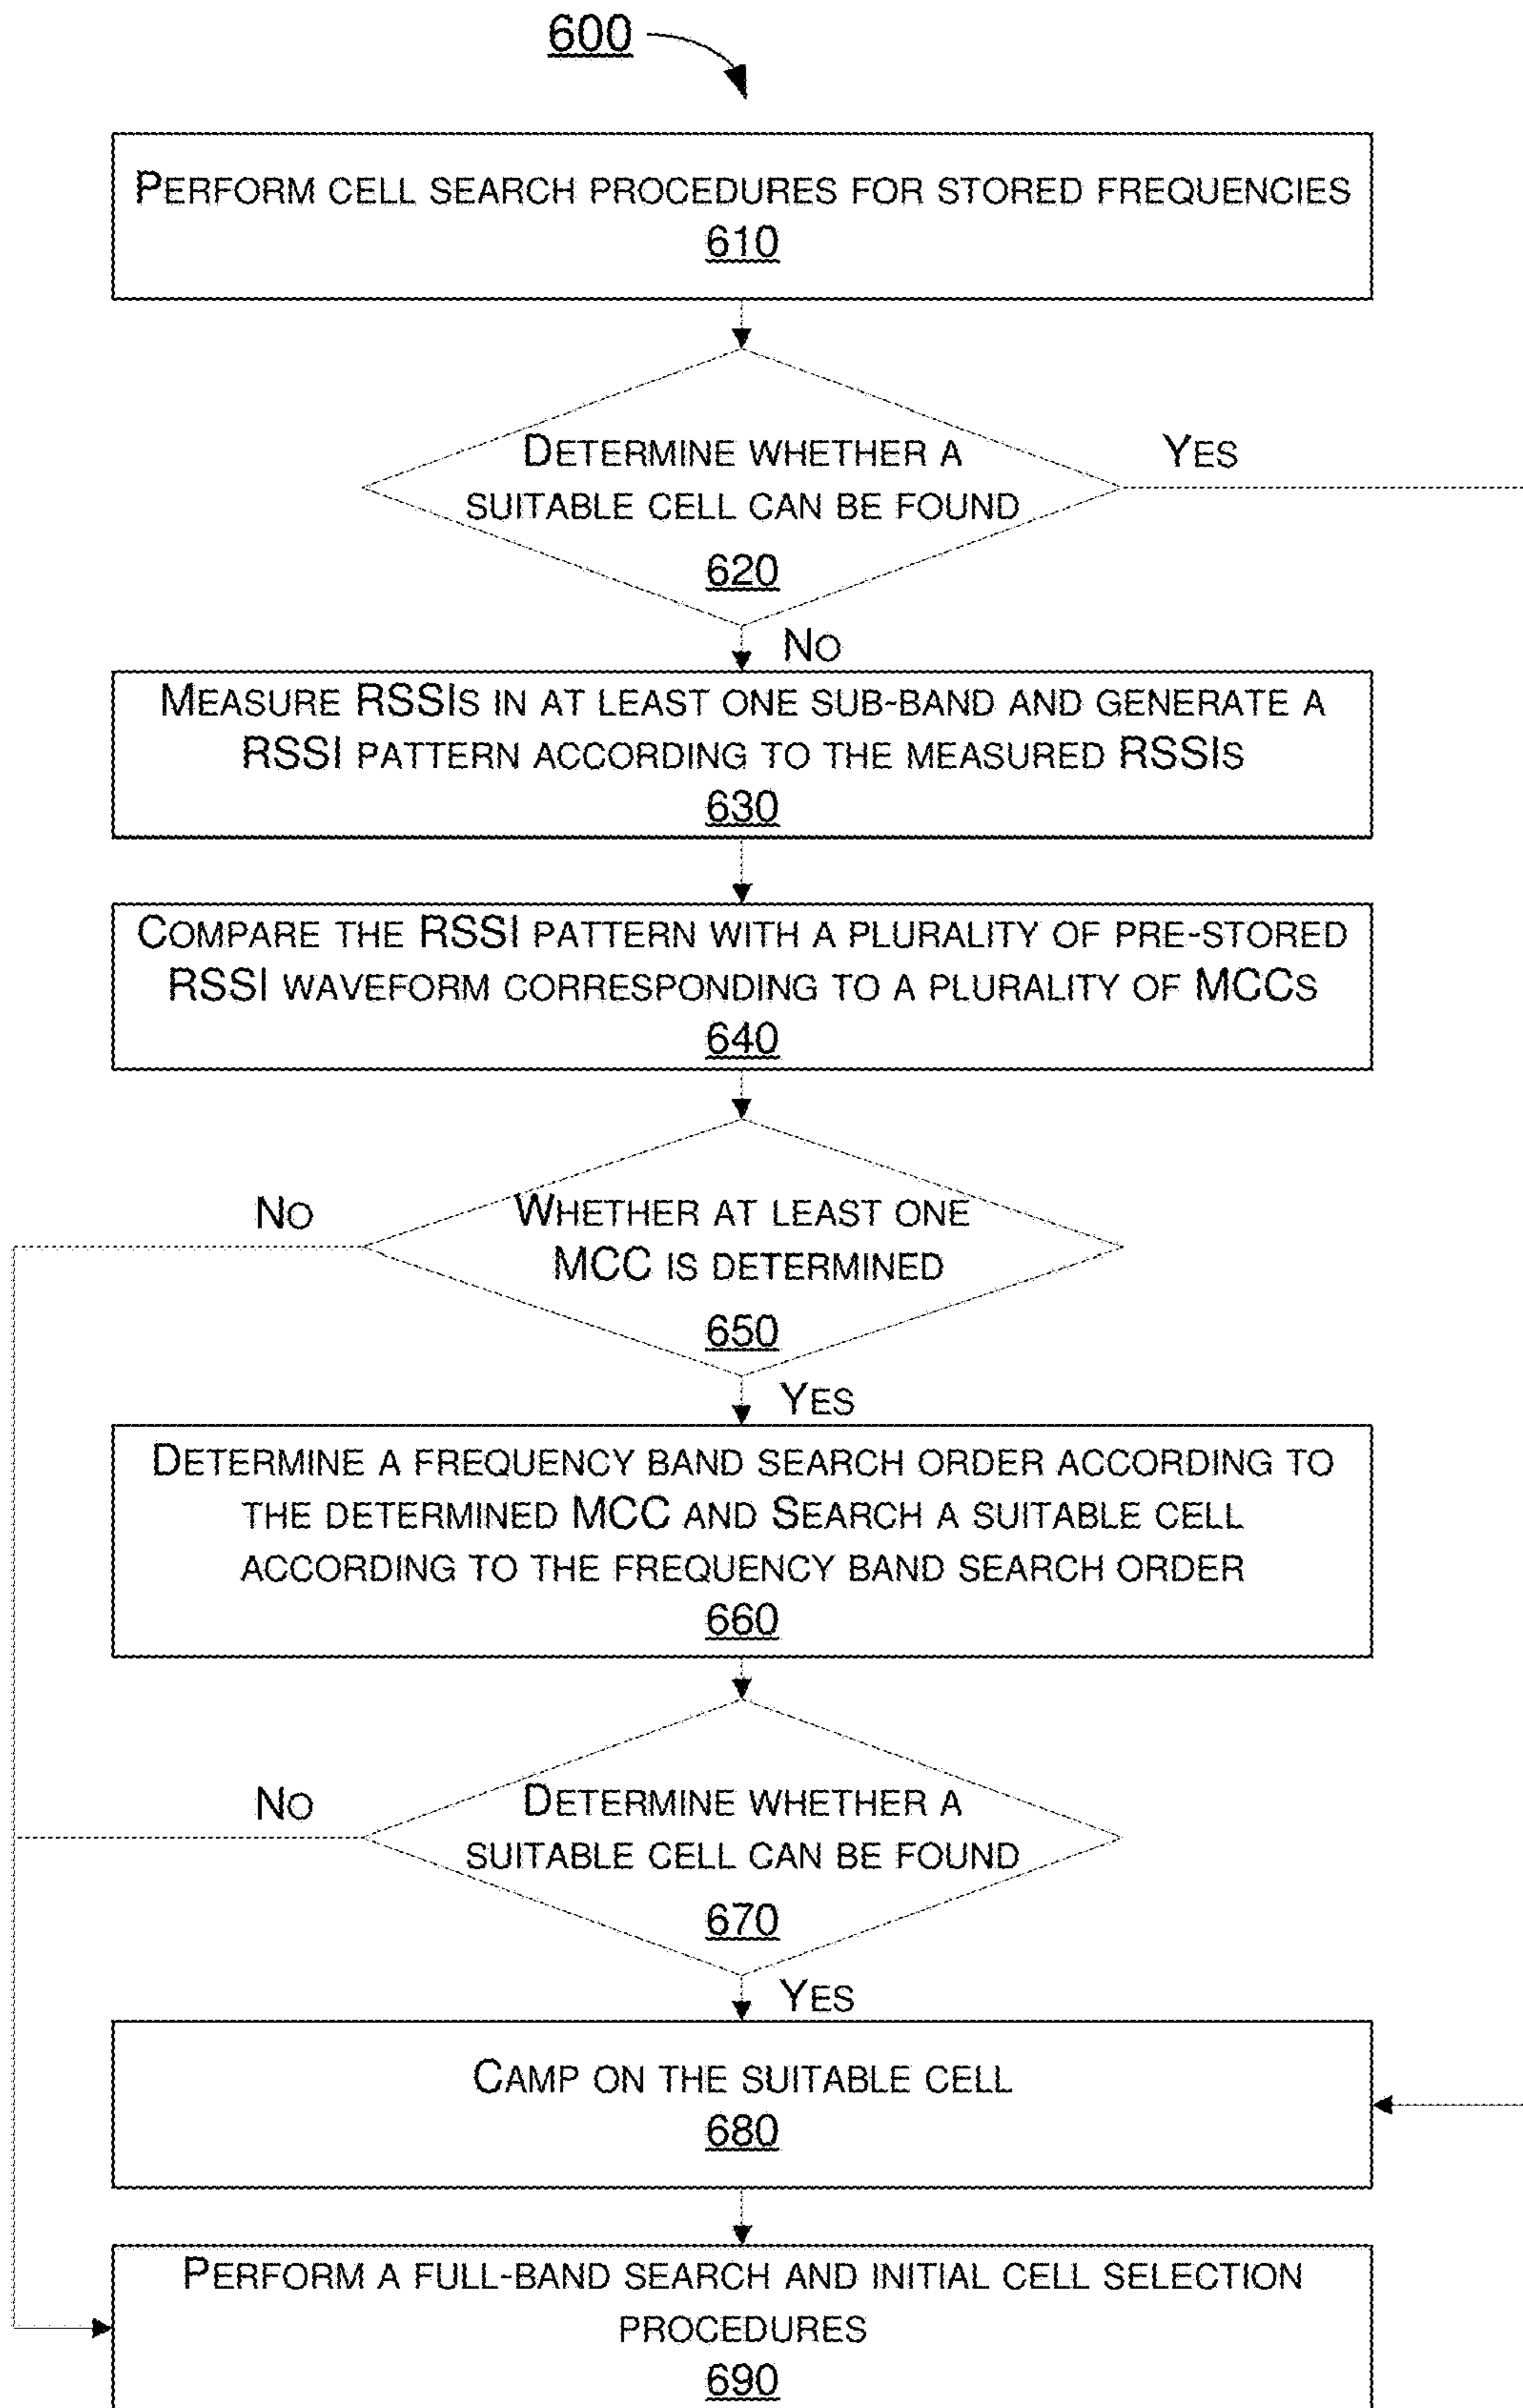 600
PERFORM CELL SEARCH PROCEDURES FOR STORED FREQUENCIES
610
DETERMINE WHETHER A
SUITABLE CELL CAN BE FOUND
620
YES
NO
MEASURE RSSIS IN AT LEAST ONE SUB-BAND AND GENERATE A
RSSI PATTERN ACCORDING TO THE MEASURED RSSIS
630
COMPARE THE RSSI PATTERN WITH A PLURALITY OF PRE-STORED
RSSI WAVEFORM CORRESPONDING TO A PLURALITY OF MCCS
640
NO
WHETHER AT LEAST ONE
MCC IS DETERMINED
650
YES
DETERMINE A FREQUENCY BAND SEARCH ORDER ACCORDING TO
THE DETERMINED MCC AND SEARCH A SUITABLE CELL
ACCORDING TO THE FREQUENCY BAND SEARCH ORDER
660
NO
DETERMINE WHETHER A
SUITABLE CELL CAN BE FOUND
670
YES
CAMP ON THE SUITABLE CELL
680
PERFORM A FULL-BAND SEARCH AND INITIAL CELL SELECTION
PROCEDURES
690